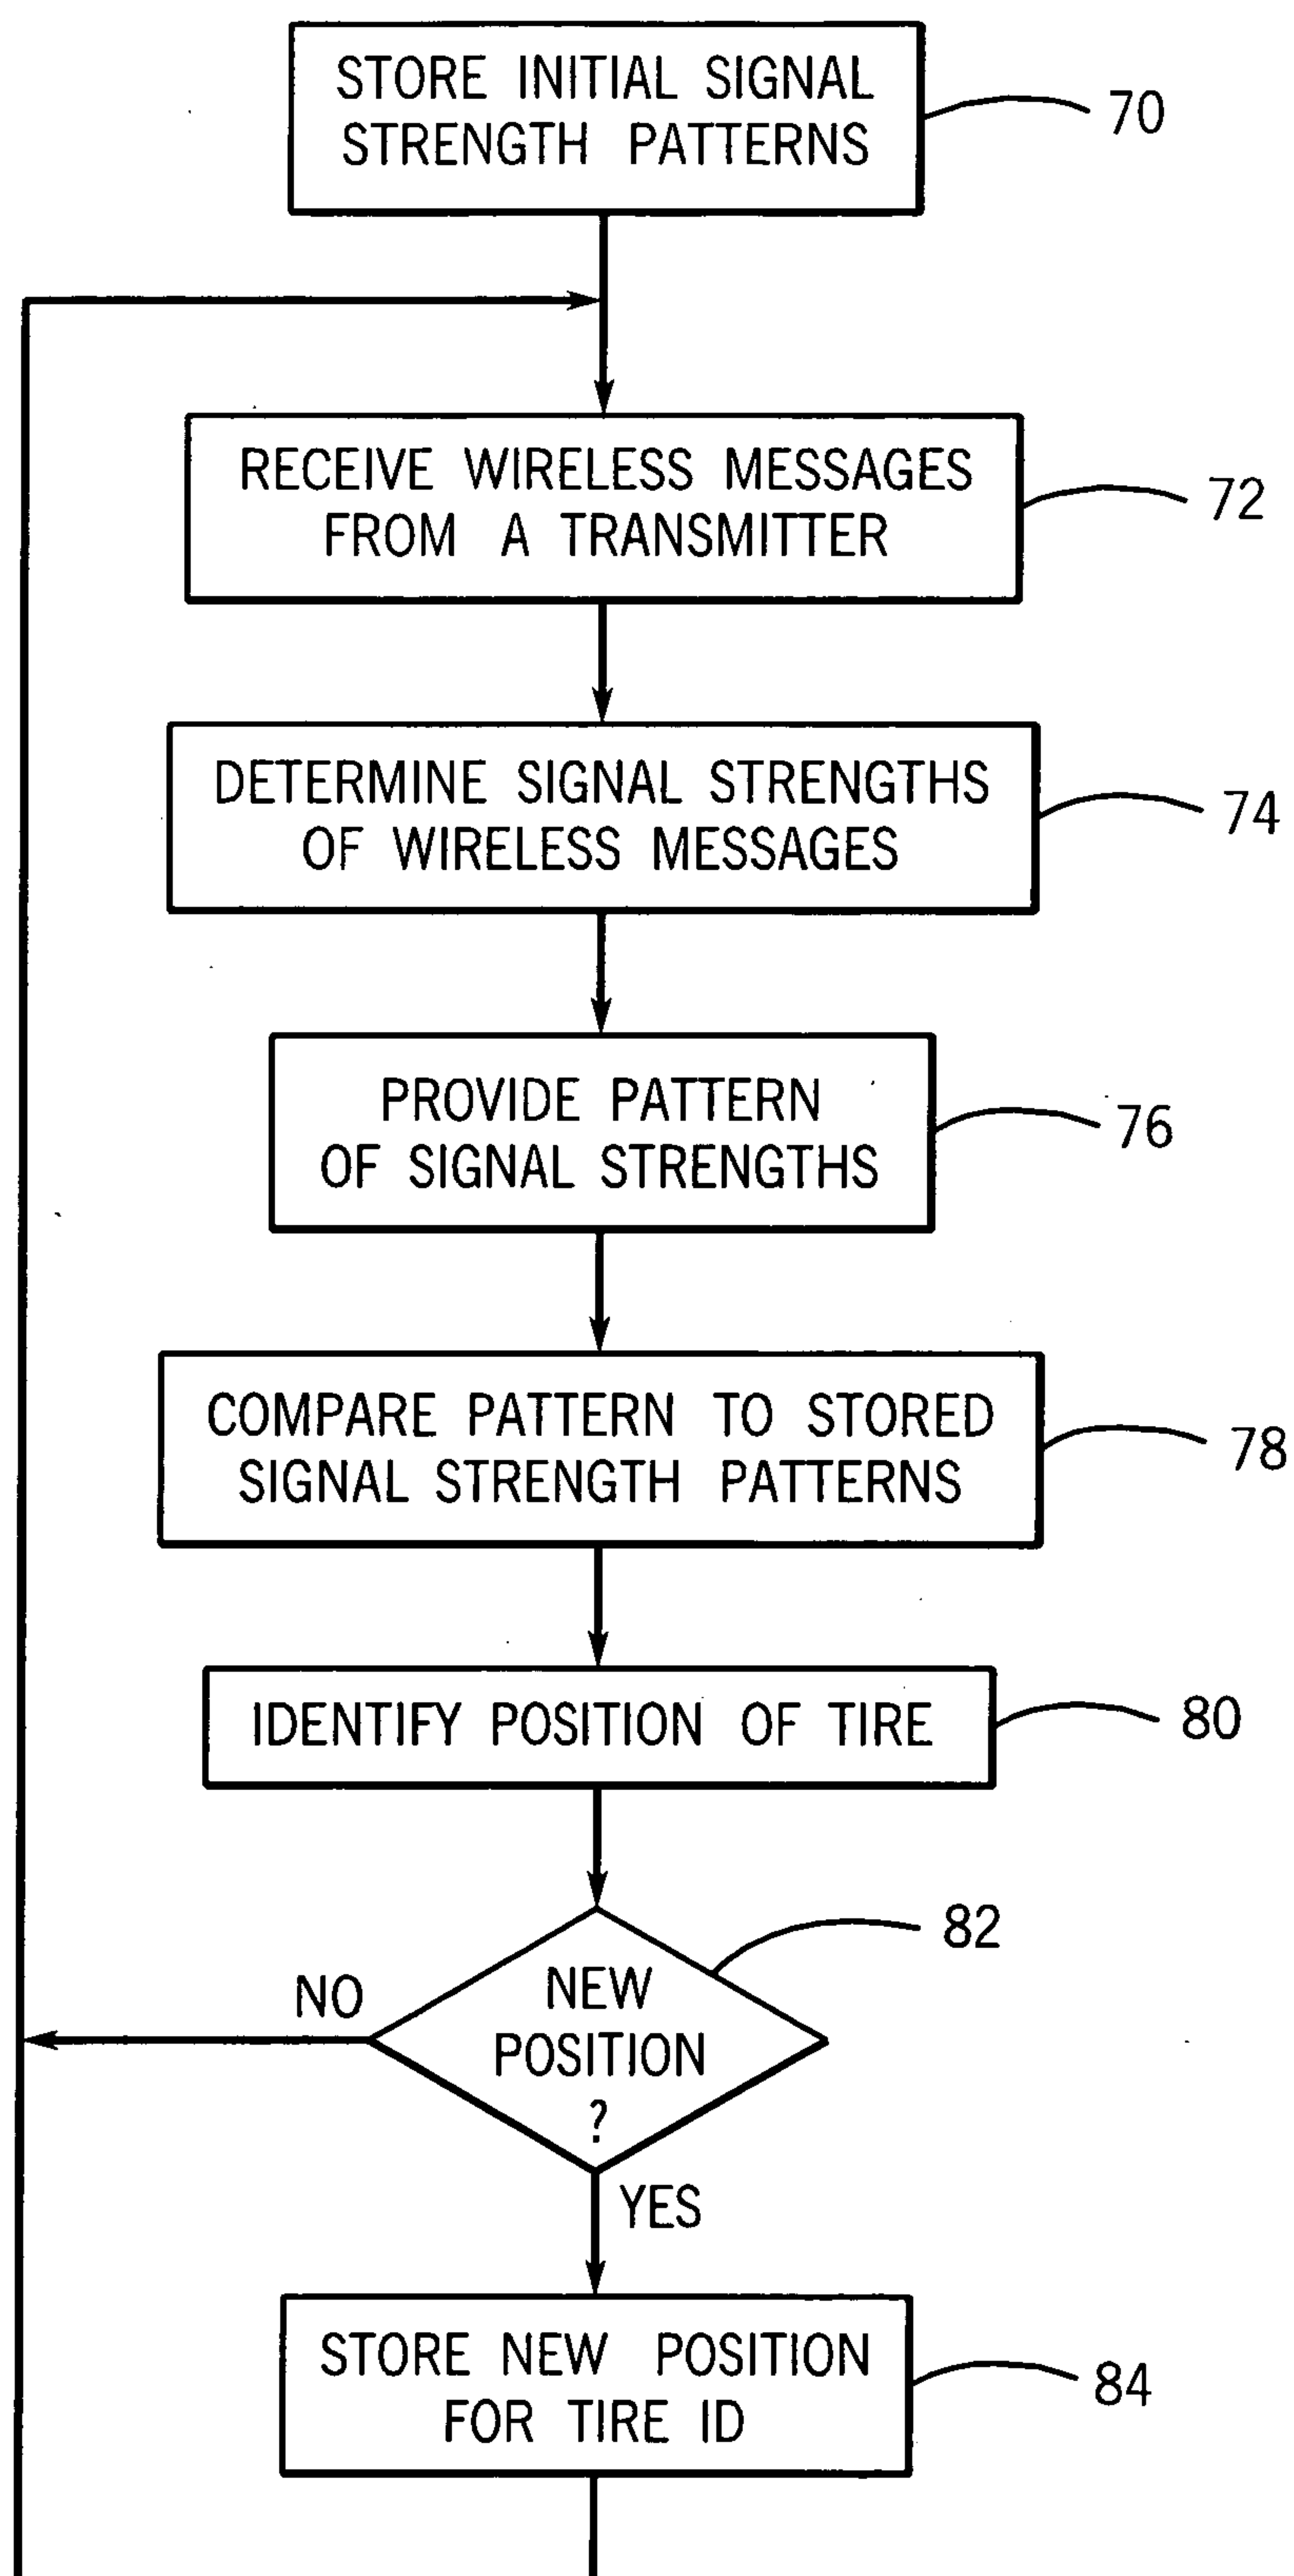 STORE INITIAL SIGNAL
STRENGTH PATTERNS
70
RECEIVE WIRELESS MESSAGES
FROM A TRANSMITTER
72
DETERMINE SIGNAL STRENGTHS
OF WIRELESS MESSAGES
74
PROVIDE PATTERN
OF SIGNAL STRENGTHS
76
COMPARE PATTERN TO STORED
SIGNAL STRENGTH PATTERNS
78
IDENTIFY POSITION OF TIRE
80
82
NO
NEW
POSITION
?
YES
STORE NEW POSITION
FOR TIRE ID
84